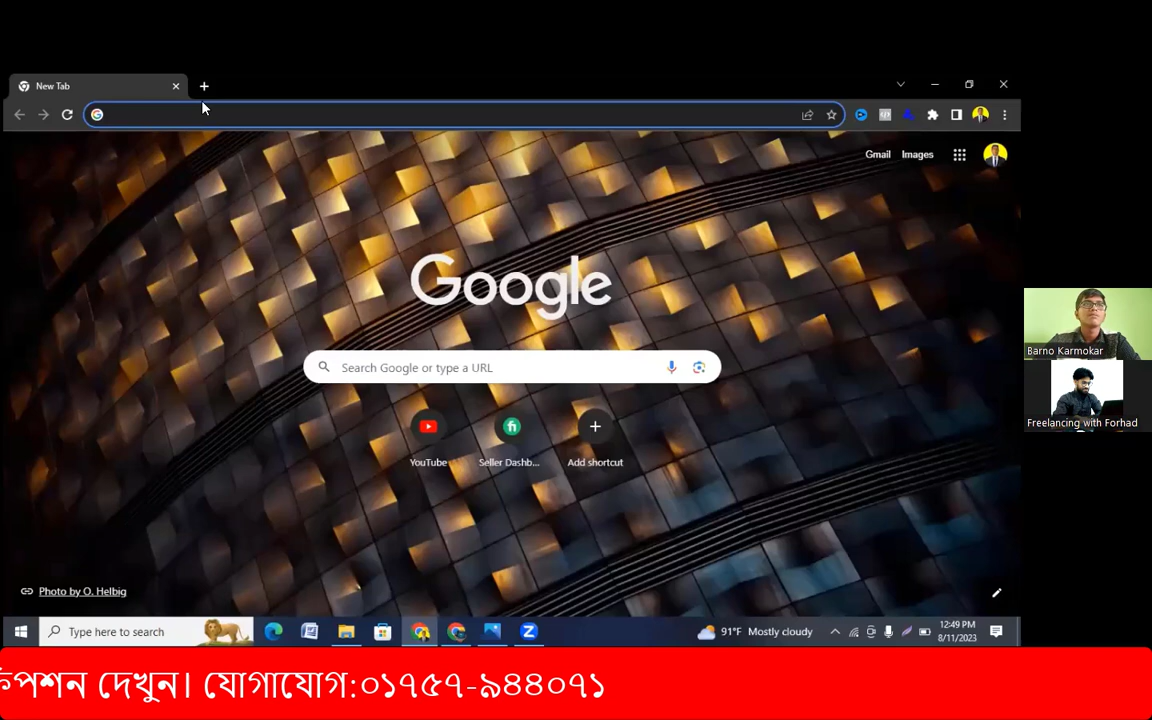 New Tab
Gmail Images
Google
Search Google or type a URL
YouTube Seller Dashb... Add shortcut
Barno Karmokar
Freelancing with Forhad
Photo by O. Helbig
Type here to search
91°F Mostly cloudy
12:49 PM
8/11/2023
দেখুন। যোগাযোগ:০১৭৫৭-৯৪৪০৭১